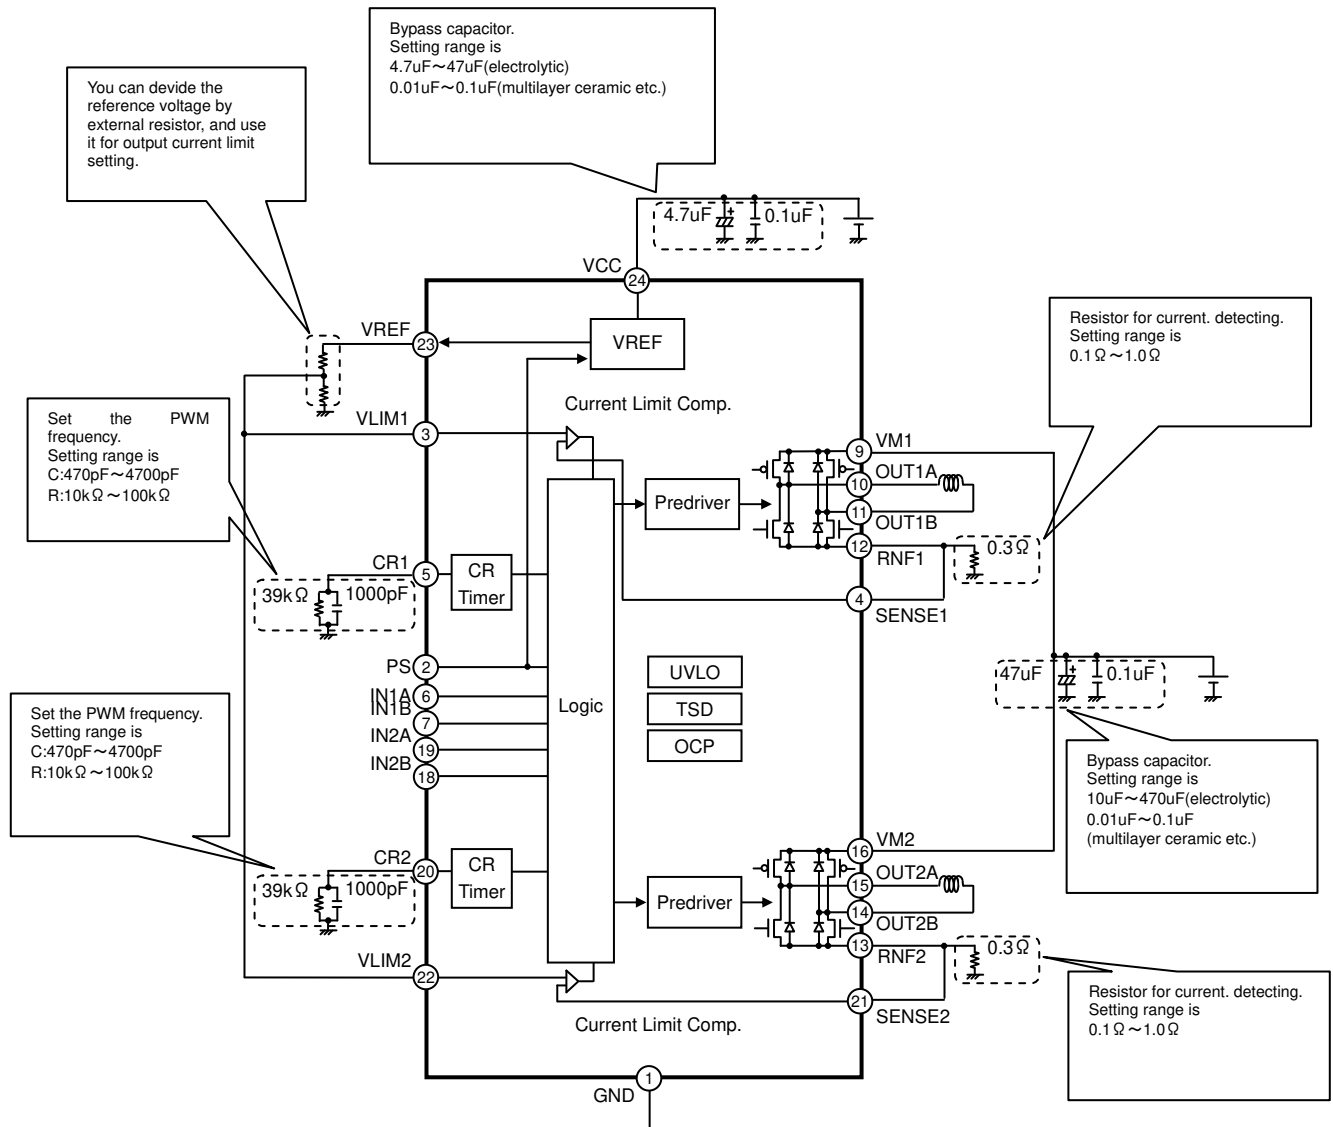 Bypass capacitor.
Setting range is
4.7uF～47uF(electrolytic)
0.01uF～0.1uF(multilayer ceramic etc.)
You can devide the
reference voltage by
external resistor, and use
it for output current limit
setting.
4.7uF
+
0.1uF
VCC
24
VREF
23
VREF
Resistor for current. detecting.
Setting range is
0.1Ω～1.0Ω
Current Limit Comp.
Set the PWM
frequency.
Setting range is
C:470pF～4700pF
R:10kΩ～100kΩ
VLIM1
3
9
VM1
OUT1A
10
Predriver
11
OUT1B
12
RNF1
0.3Ω
CR1
5
CR
Timer
39kΩ
1000pF
4
SENSE1
PS
2
UVLO
47uF
+
0.1uF
IN1A
6
IN1B
7
Logic
TSD
IN2A
19
OCP
IN2B
18
Set the PWM frequency.
Setting range is
C:470pF～4700pF
R:10kΩ～100kΩ
Bypass capacitor.
Setting range is
10uF～470uF(electrolytic)
0.01uF～0.1uF
(multilayer ceramic etc.)
VM2
16
CR2
20
CR
Timer
OUT2A
15
39kΩ
1000pF
Predriver
14
OUT2B
13
RNF2
0.3Ω
VLIM2
22
21
SENSE2
Current Limit Comp.
Resistor for current. detecting.
Setting range is
0.1Ω～1.0Ω
1
GND